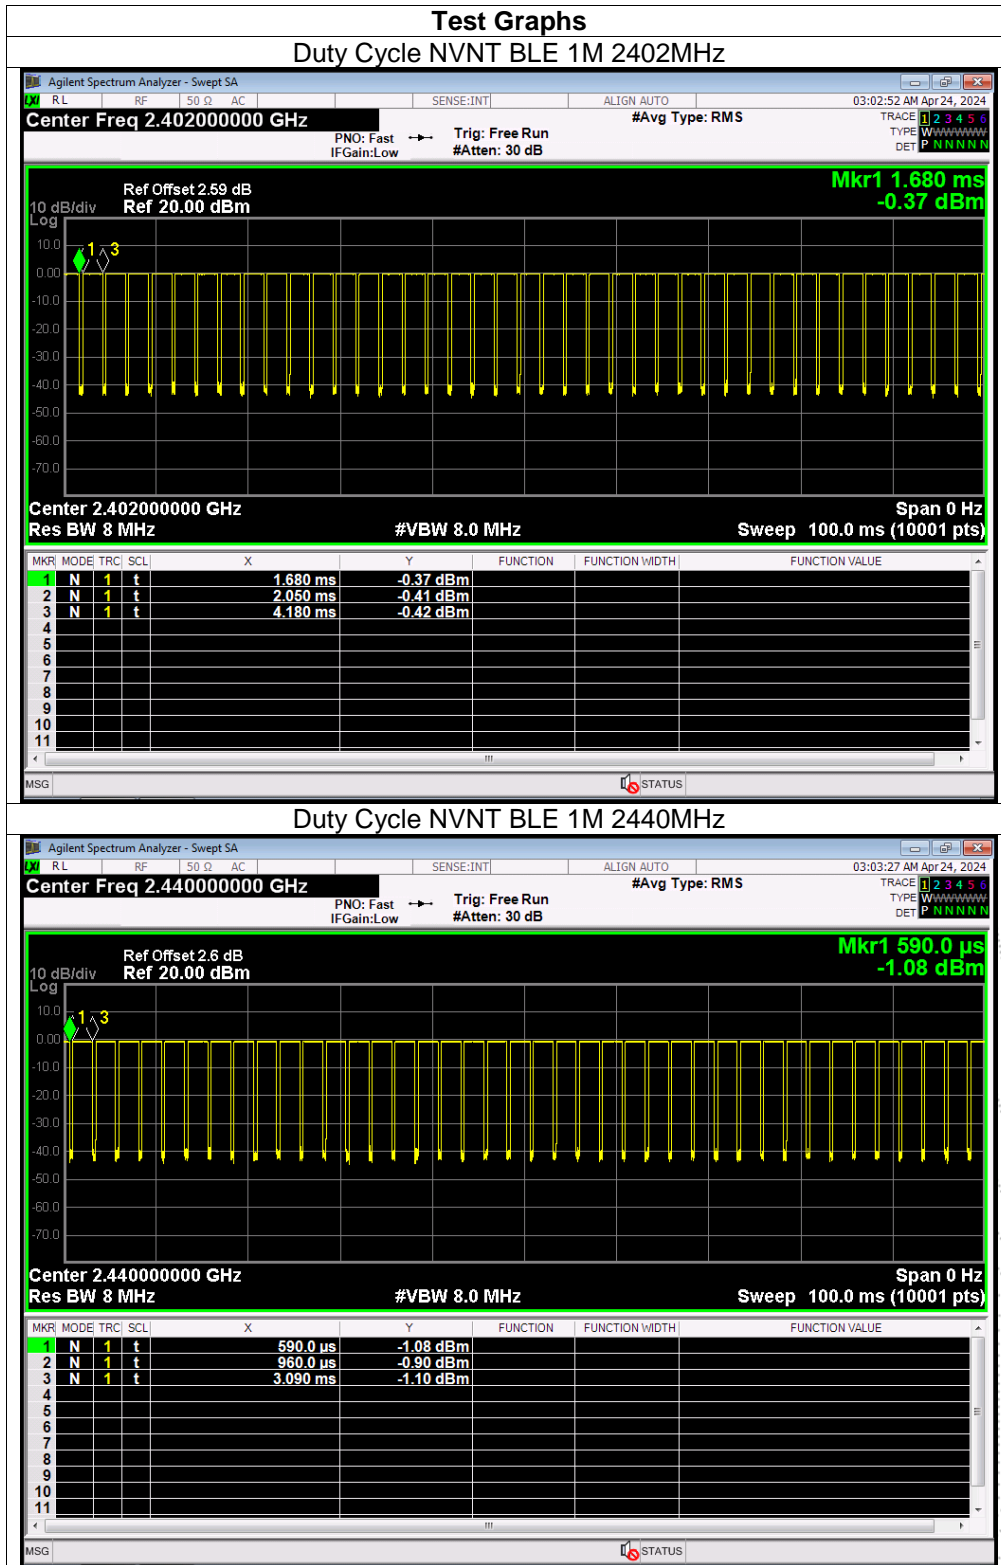 Test Graphs
Duty Cycle NVNT BLE 1M 2402MHz
Agilent Spectrum Analyzer - Swept SA
LXI RL RF 50 Ω AC SENSE:INT ALIGN AUTO 03:02:52 AM Apr 24, 2024
Center Freq 2.402000000 GHz #Avg Type: RMS TRACE 1 2 3 4 5 6
PNO: Fast Trig: Free Run TYPE WWWWWW
IFGain:Low #Atten: 30 dB DET P N N N N N
Mkr1 1.680 ms
Ref Offset 2.59 dB
10 dB/div Ref 20.00 dBm -0.37 dBm
Log
10.0
1 3
0.00
-10.0
-20.0
-30.0
-40.0
-50.0
-60.0
-70.0
Center 2.402000000 GHz Span 0 Hz
Res BW 8 MHz #VBW 8.0 MHz Sweep 100.0 ms (10001 pts)
MKR MODE TRC SCL X Y FUNCTION FUNCTION WIDTH FUNCTION VALUE
1 N 1 t 1.680 ms -0.37 dBm
2 N 1 t 2.050 ms -0.41 dBm
3 N 1 t 4.180 ms -0.42 dBm
4
5
6
7
8
9
10
11
MSG STATUS
Duty Cycle NVNT BLE 1M 2440MHz
Agilent Spectrum Analyzer - Swept SA
LXI RL RF 50 Ω AC SENSE:INT ALIGN AUTO 03:03:27 AM Apr 24, 2024
Center Freq 2.440000000 GHz #Avg Type: RMS TRACE 1 2 3 4 5 6
PNO: Fast Trig: Free Run TYPE WWWWWW
IFGain:Low #Atten: 30 dB DET P N N N N N
Mkr1 590.0 µs
Ref Offset 2.6 dB
10 dB/div Ref 20.00 dBm -1.08 dBm
Log
10.0
1 3
0.00
-10.0
-20.0
-30.0
-40.0
-50.0
-60.0
-70.0
Center 2.440000000 GHz Span 0 Hz
Res BW 8 MHz #VBW 8.0 MHz Sweep 100.0 ms (10001 pts)
MKR MODE TRC SCL X Y FUNCTION FUNCTION WIDTH FUNCTION VALUE
1 N 1 t 590.0 µs -1.08 dBm
2 N 1 t 960.0 µs -0.90 dBm
3 N 1 t 3.090 ms -1.10 dBm
4
5
6
7
8
9
10
11
MSG STATUS